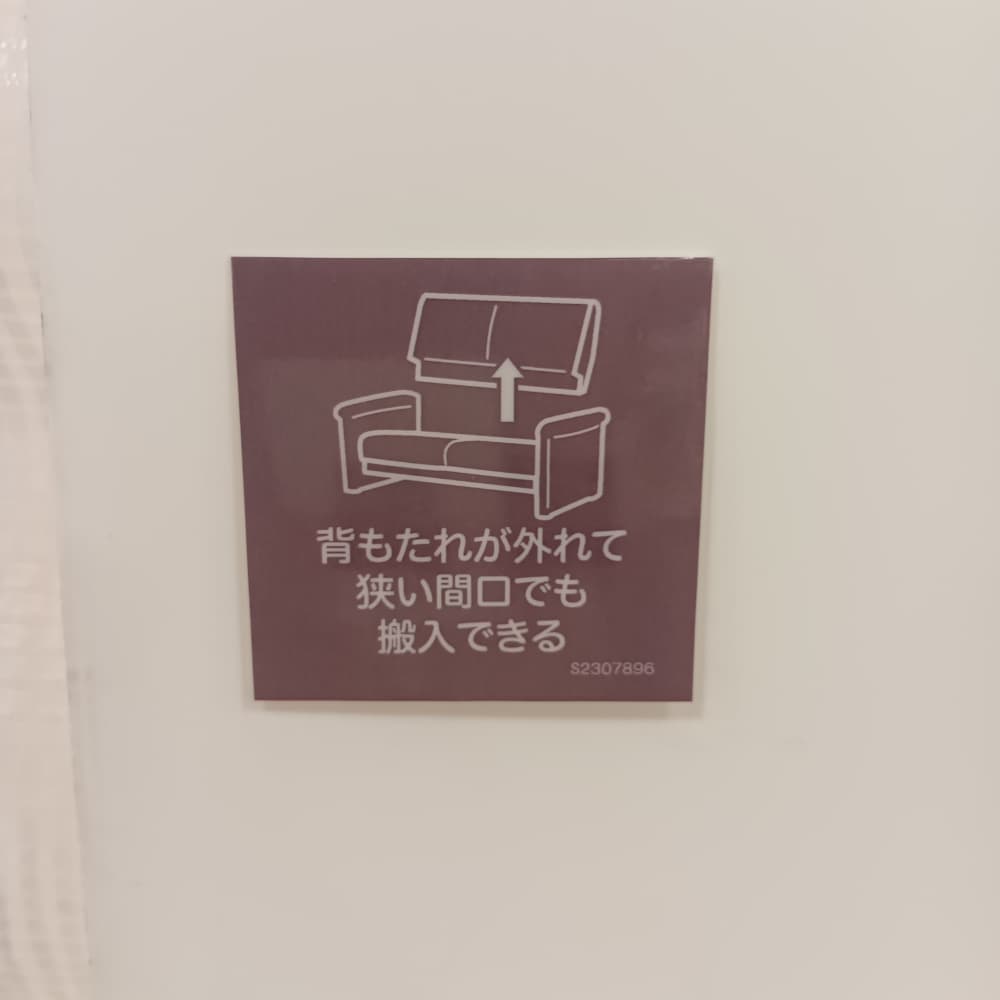 背もたれが外れて
狭い間口でも
搬入できる
S2307896